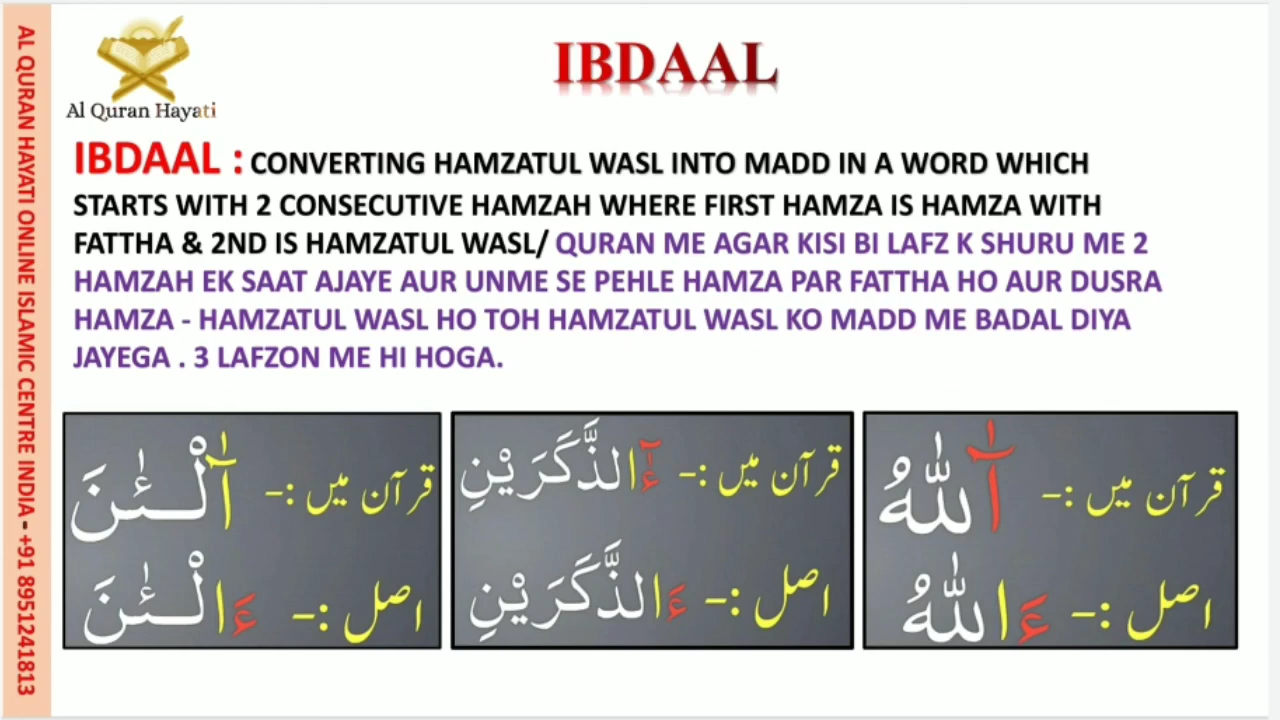 AL QURAN HAYATI ONLINE ISLAMIC CENTRE INDIA - +91 8951241813
Al Quran Hayati
IBDAAL
IBDAAL : CONVERTING HAMZATUL WASL INTO MADD IN A WORD WHICH
STARTS WITH 2 CONSECUTIVE HAMZAH WHERE FIRST HAMZA IS HAMZA WITH
FATTHA & 2ND IS HAMZATUL WASL/ QURAN ME AGAR KISI BI LAFZ K SHURU ME 2
HAMZAH EK SAAT AJAYE AUR UNME SE PEHLE HAMZA PAR FATTHA HO AUR DUSRA
HAMZA - HAMZATUL WASL HO TOH HAMZATUL WASL KO MADD ME BADAL DIYA
JAYEGA . 3 LAFZON ME HI HOGA.
قرآن میں :- آٰلْـــٰٔنَ
اصل :- ءَالْـــٰٔنَ
قرآن میں :- ءٰٓالذَّكَرَيْنِ
اصل :- ءَالذَّكَرَيْنِ
قرآن میں :- آٰللّٰهُ
اصل :- ءَاللّٰهُ